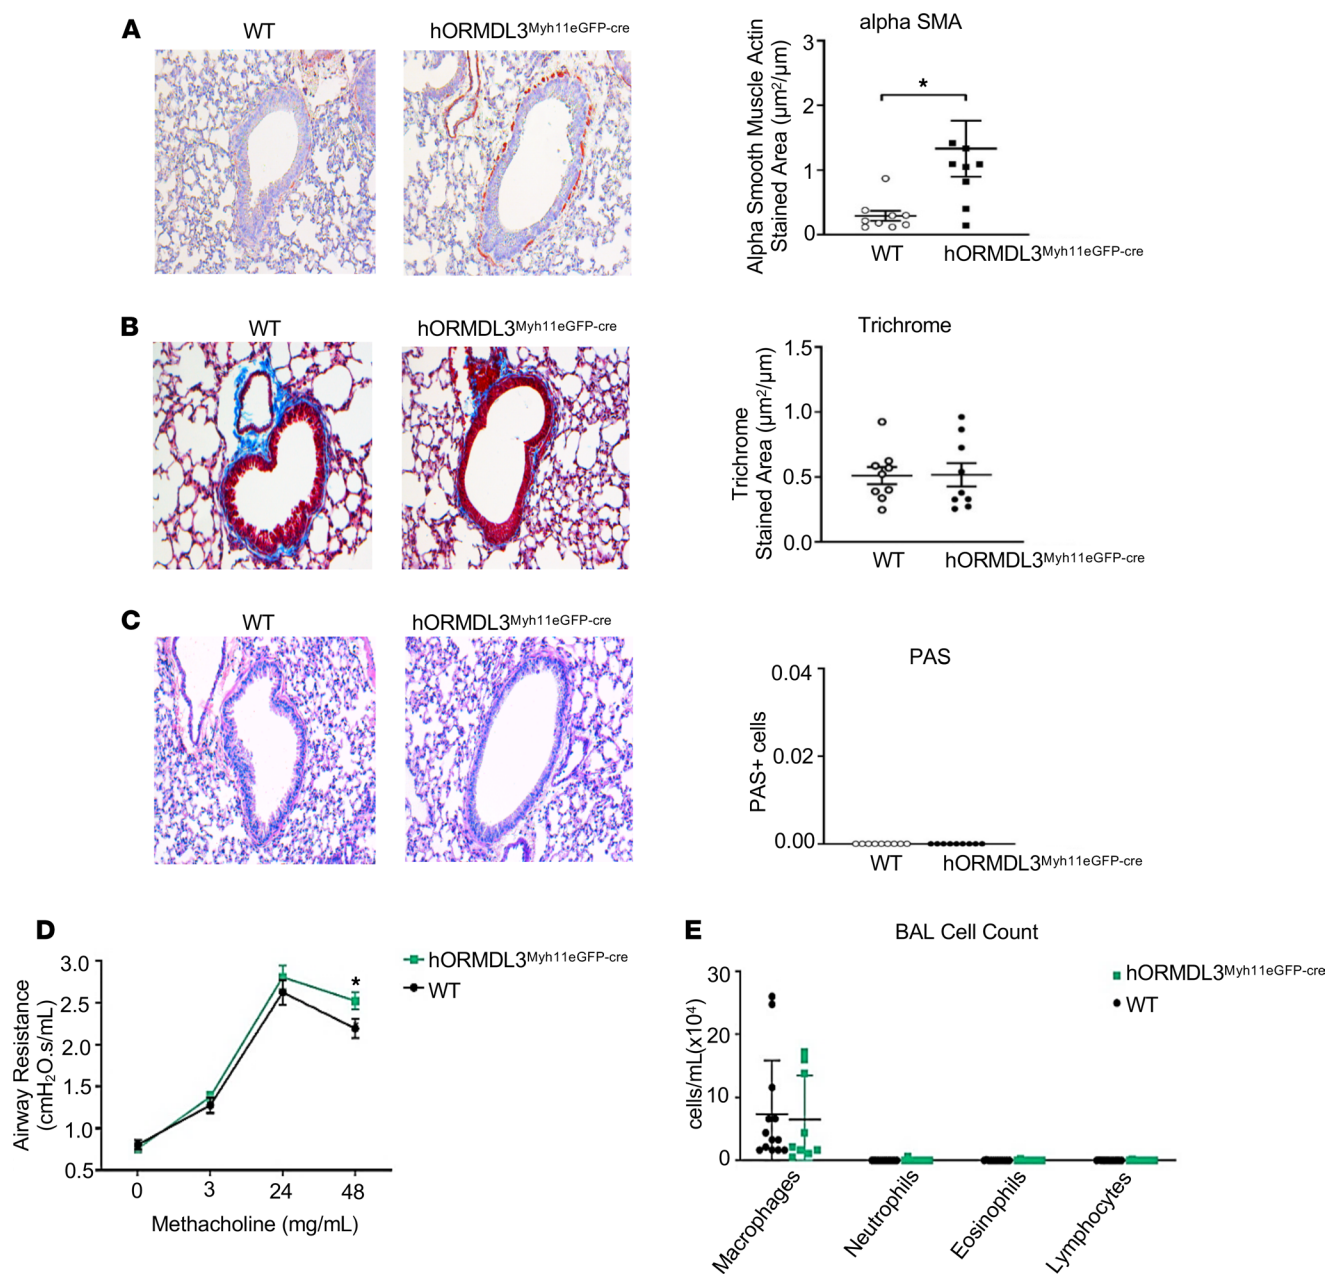 A
WT
hORMDL3Myh11eGFP-cre
alpha SMA
Alpha Smooth Muscle Actin
Stained Area (µm²/µm)
3
2
1
0
*
WT
hORMDL3Myh11eGFP-cre
B
WT
hORMDL3Myh11eGFP-cre
Trichrome
Trichrome
Stained Area (µm²/µm)
1.5
1.0
0.5
0.0
WT
hORMDL3Myh11eGFP-cre
C
WT
hORMDL3Myh11eGFP-cre
PAS
PAS+ cells
0.04
0.02
0.00
WT
hORMDL3Myh11eGFP-cre
D
Airway Resistance
(cmH₂O.s/mL)
3.0
2.5
2.0
1.5
1.0
0.5
*
0 3 24 48
Methacholine (mg/mL)
hORMDL3Myh11eGFP-cre
WT
E
BAL Cell Count
cells/mL(x10⁴)
30
20
10
0
hORMDL3Myh11eGFP-cre
WT
Macrophages
Neutrophils
Eosinophils
Lymphocytes